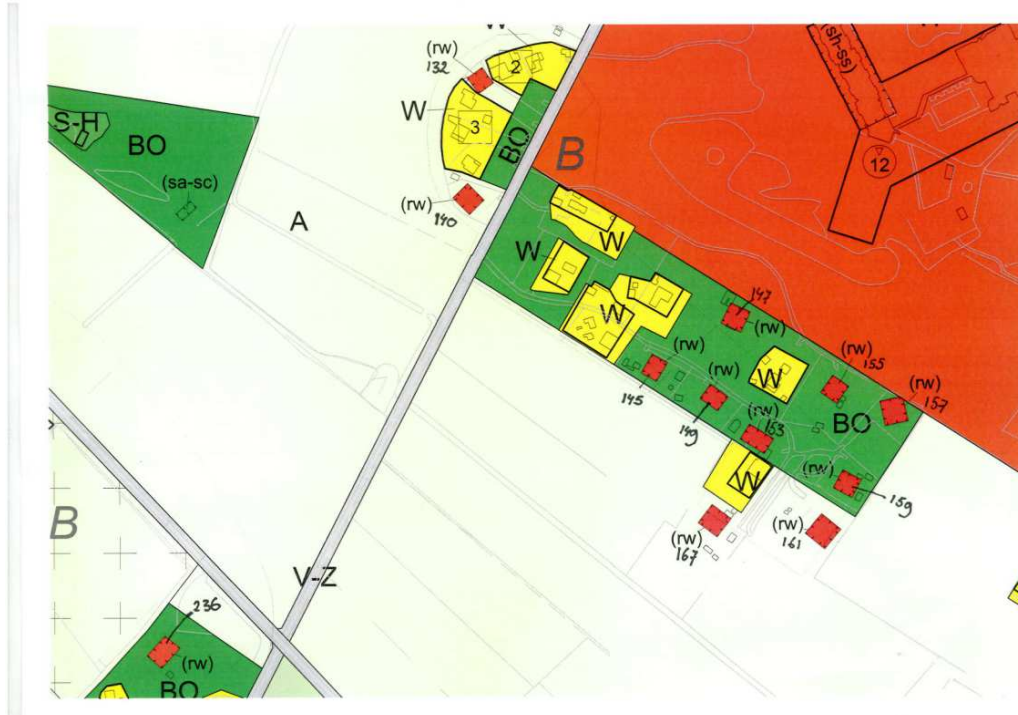 W
(rw)
132
2
(sh-ss)
S-H
BO
W
3
BO
B
12
(sa-sc)
(rw)
140
A
W
W
147
(rw)
W
(rw)
(rw)
155
(rw)
145
W
(rw)
157
149
(rw)
153
BO
(rw)
159
W
B
(rw)
167
(rw)
161
V-Z
236
(rw)
BO